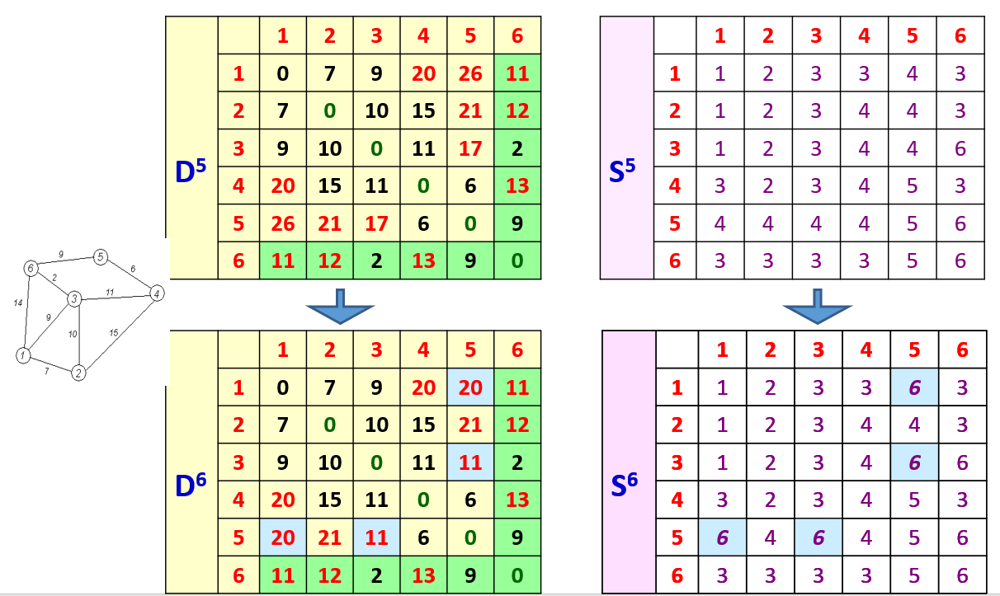 D5 1 2 3 4 5 6
1 0 7 9 20 26 11
2 7 0 10 15 21 12
3 9 10 0 11 17 2
4 20 15 11 0 6 13
5 26 21 17 6 0 9
6 11 12 2 13 9 0
S5 1 2 3 4 5 6
1 1 2 3 3 4 3
2 1 2 3 4 4 3
3 1 2 3 4 4 6
4 3 2 3 4 5 3
5 4 4 4 4 5 6
6 3 3 3 3 5 6
9
5
6
6
2
3
11
4
14
9
10
15
1
7
2
D6 1 2 3 4 5 6
1 0 7 9 20 20 11
2 7 0 10 15 21 12
3 9 10 0 11 11 2
4 20 15 11 0 6 13
5 20 21 11 6 0 9
6 11 12 2 13 9 0
S6 1 2 3 4 5 6
1 1 2 3 3 6 3
2 1 2 3 4 4 3
3 1 2 3 4 6 6
4 3 2 3 4 5 3
5 6 4 6 4 5 6
6 3 3 3 3 5 6